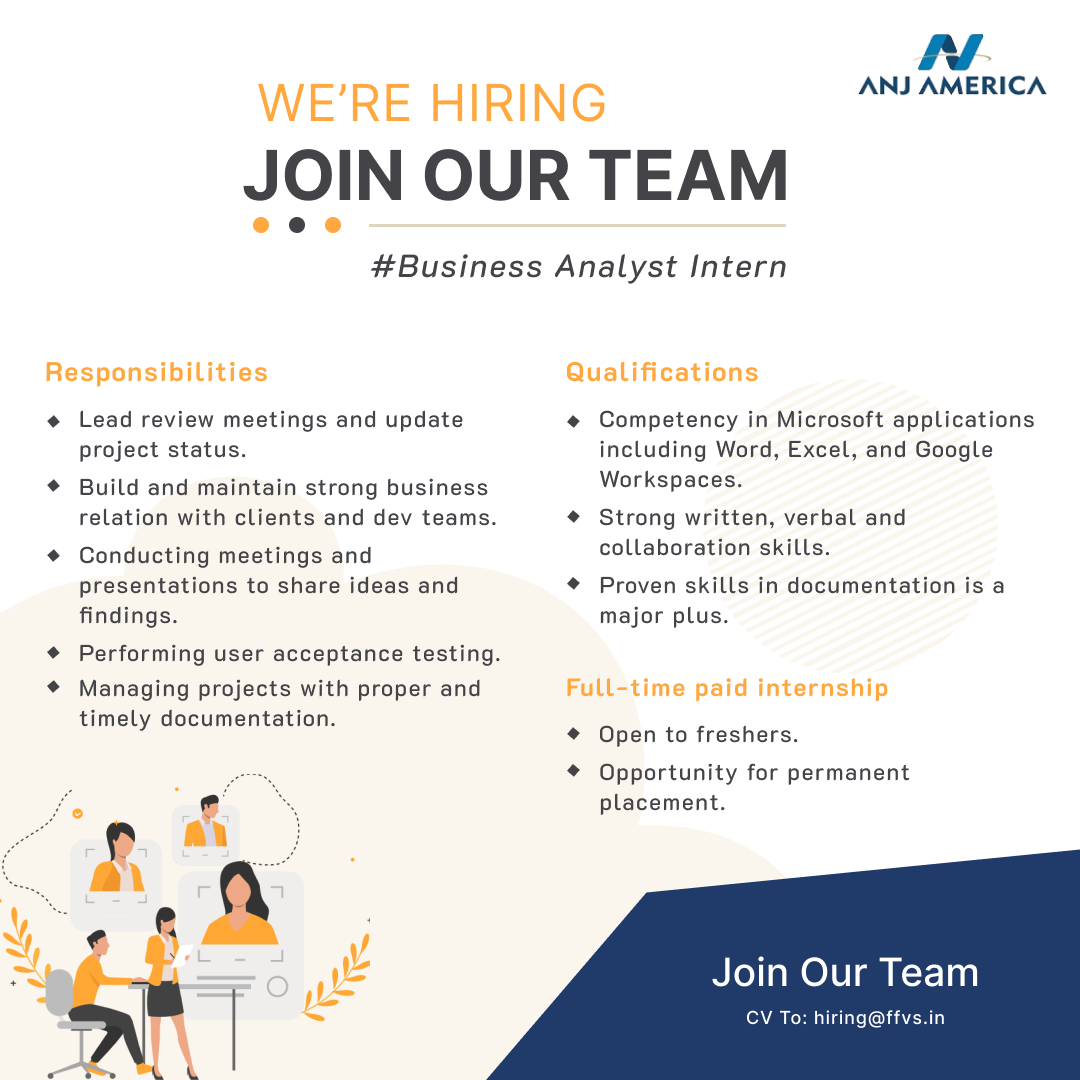 ANJ AMERICA
WE'RE HIRING
JOIN OUR TEAM
#Business Analyst Intern
Responsibilities
Lead review meetings and update
project status.
Build and maintain strong business
relation with clients and dev teams.
Conducting meetings and
presentations to share ideas and
findings.
Performing user acceptance testing.
Managing projects with proper and
timely documentation.
Qualifications
Competency in Microsoft applications
including Word, Excel, and Google
Workspaces.
Strong written, verbal and
collaboration skills.
Proven skills in documentation is a
major plus.
Full-time paid internship
Open to freshers.
Opportunity for permanent
placement.
Join Our Team
CV To: hiring@ffvs.in